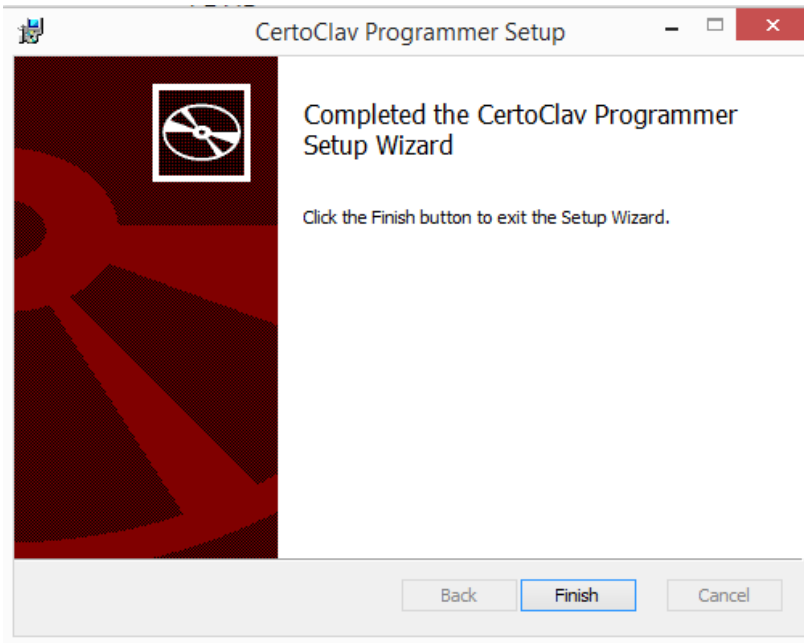 CertoClav Programmer Setup
Completed the CertoClav Programmer
Setup Wizard
Click the Finish button to exit the Setup Wizard.
Back
Finish
Cancel